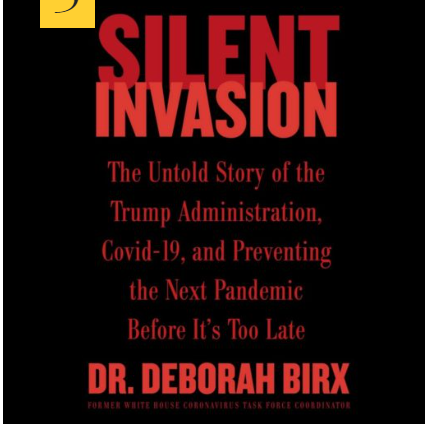 SILENT
INVASION
The Untold Story of the
Trump Administration,
Covid-19, and Preventing
the Next Pandemic
Before It's Too Late
DR. DEBORAH BIRX
FORMER WHITE HOUSE CORONAVIRUS TASK FORCE COORDINATOR